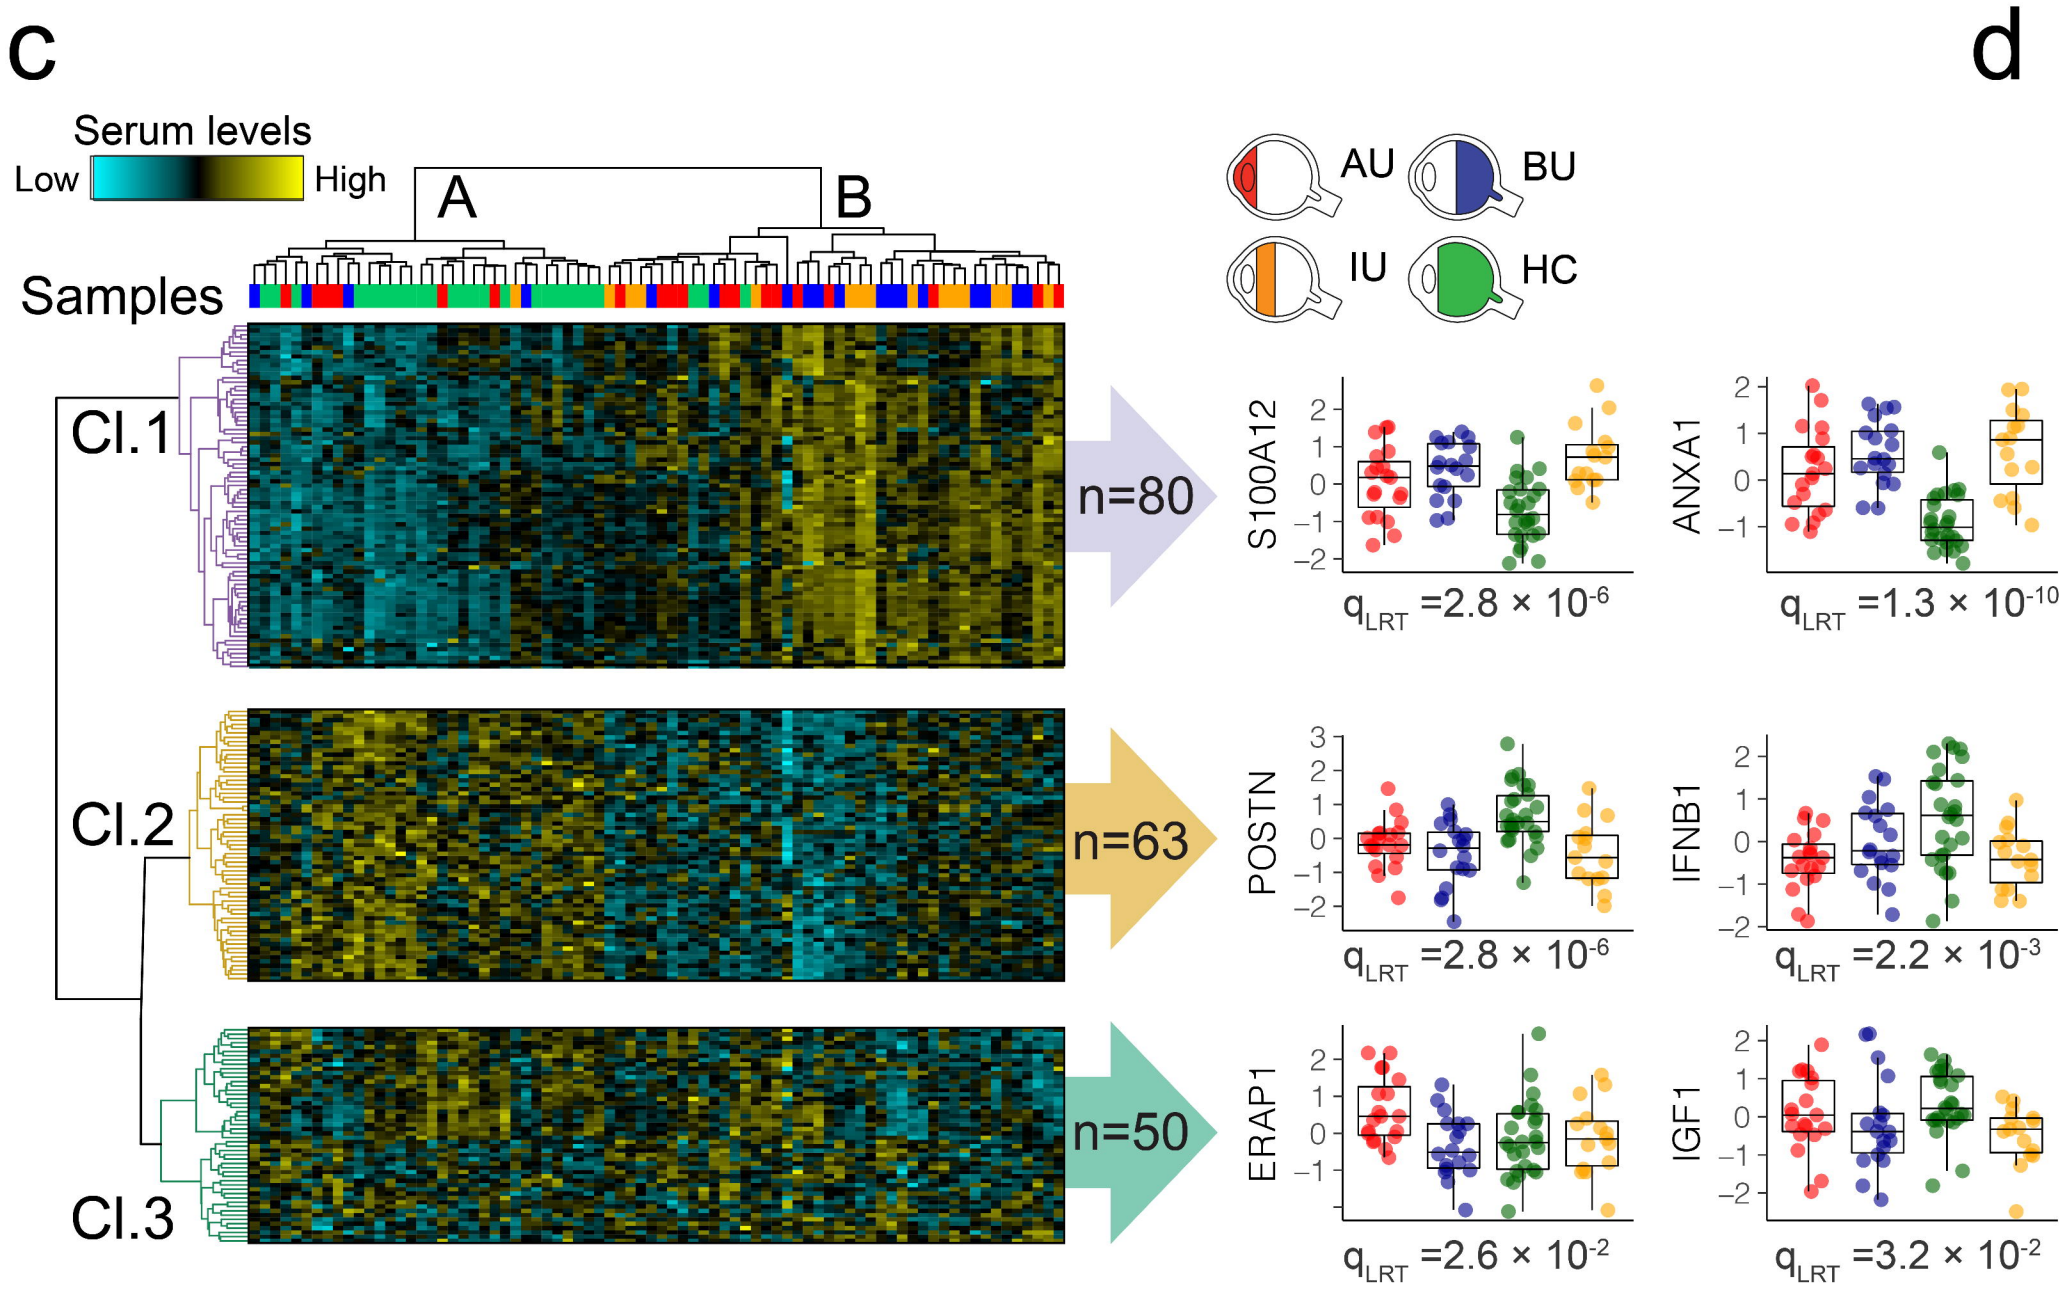 c
d
Serum levels
Low
High
A
B
Samples
AU
BU
IU
HC
Cl.1
n=80
S100A12
2
1
0
−1
−2
qLRT =2.8 × 10-6
ANXA1
2
1
0
−1
qLRT =1.3 × 10-10
Cl.2
n=63
POSTN
3
2
1
0
−1
−2
qLRT =2.8 × 10-6
IFNB1
2
1
0
−1
−2
qLRT =2.2 × 10-3
Cl.3
n=50
ERAP1
2
1
0
−1
qLRT =2.6 × 10-2
IGF1
2
1
0
−1
−2
qLRT =3.2 × 10-2